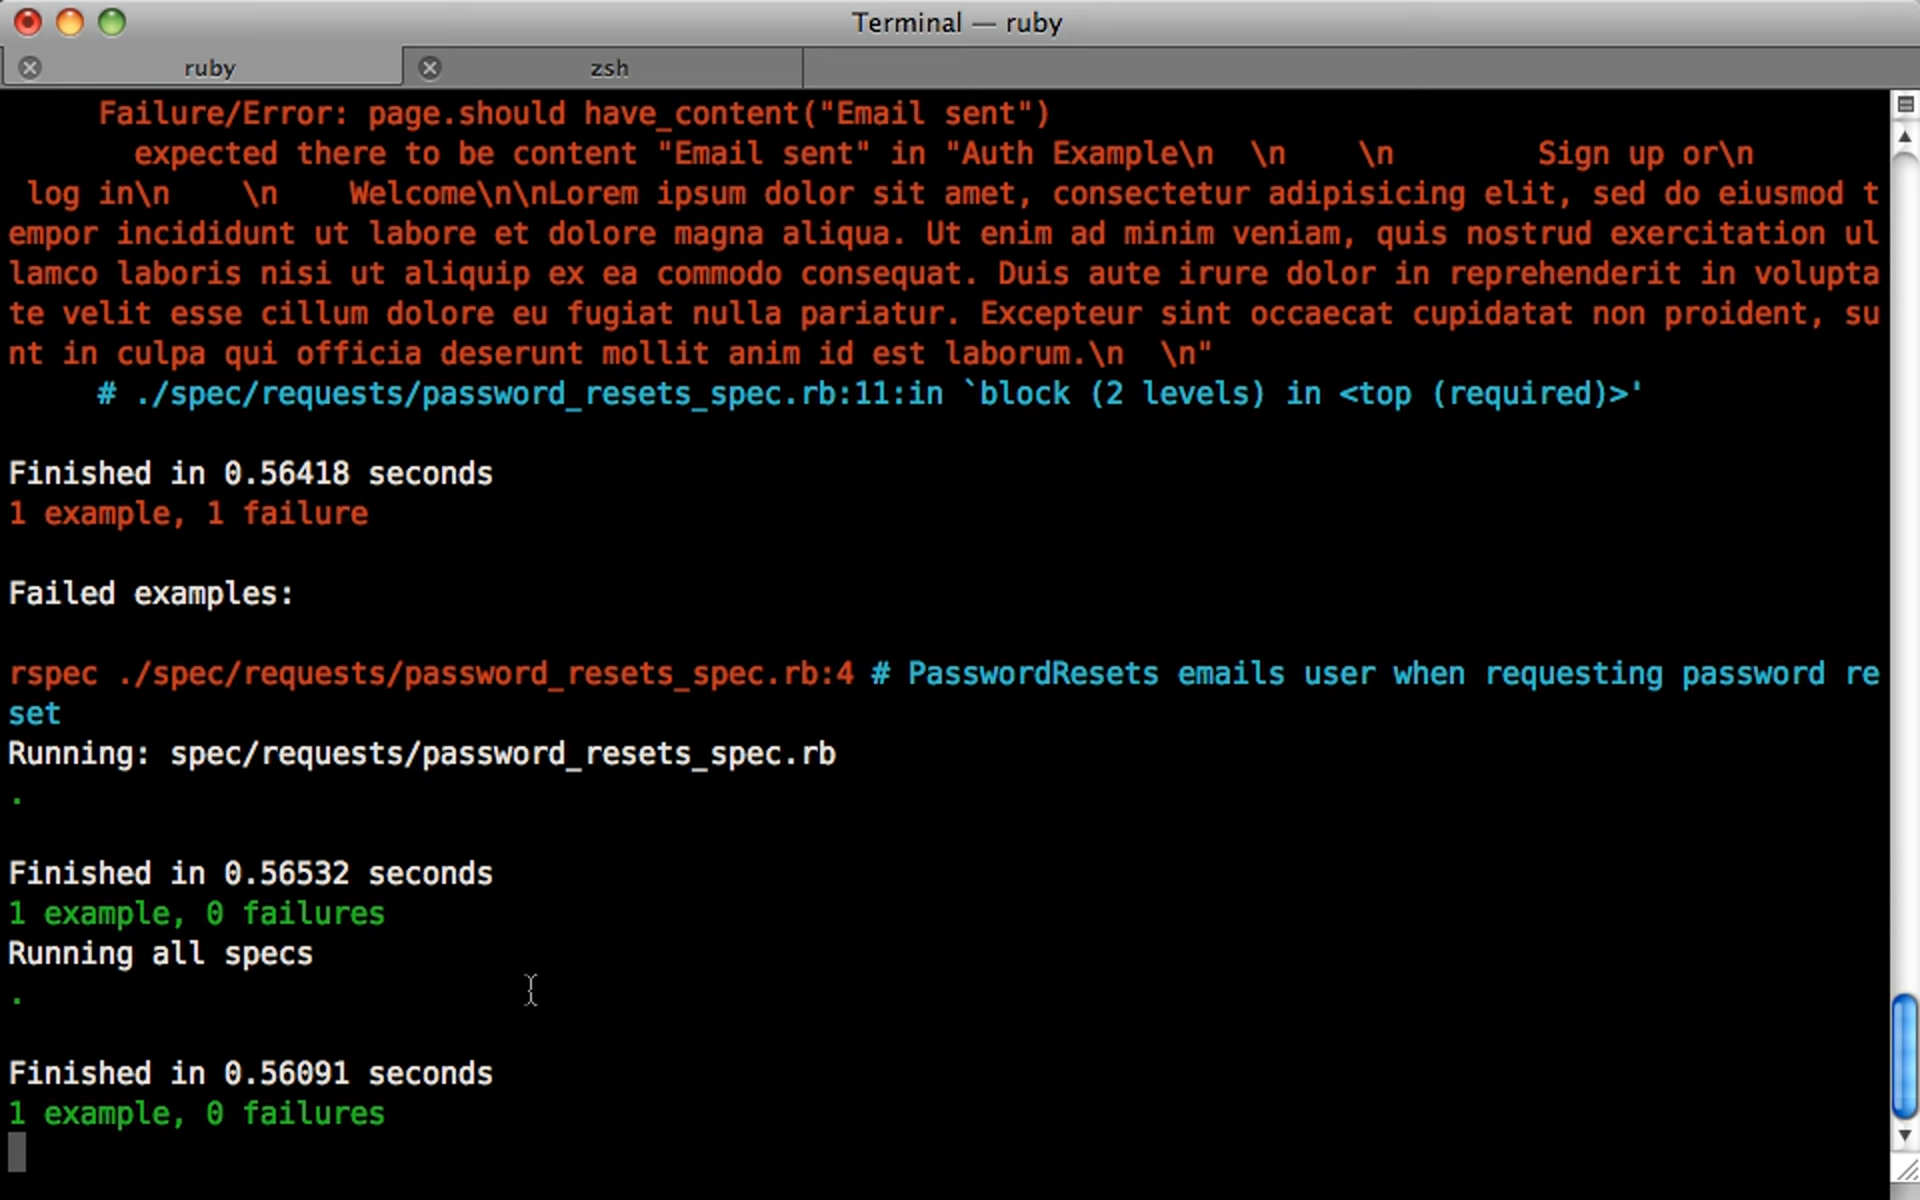 Terminal — ruby
ruby
zsh
Failure/Error: page.should have_content("Email sent")
expected there to be content "Email sent" in "Auth Example\n  \n    \n        Sign up or\n
log in\n    \n    Welcome\n\nLorem ipsum dolor sit amet, consectetur adipisicing elit, sed do eiusmod t
empor incididunt ut labore et dolore magna aliqua. Ut enim ad minim veniam, quis nostrud exercitation ul
lamco laboris nisi ut aliquip ex ea commodo consequat. Duis aute irure dolor in reprehenderit in volupta
te velit esse cillum dolore eu fugiat nulla pariatur. Excepteur sint occaecat cupidatat non proident, su
nt in culpa qui officia deserunt mollit anim id est laborum.\n  \n"
# ./spec/requests/password_resets_spec.rb:11:in `block (2 levels) in <top (required)>'
Finished in 0.56418 seconds
1 example, 1 failure
Failed examples:
rspec ./spec/requests/password_resets_spec.rb:4 # PasswordResets emails user when requesting password re
set
Running: spec/requests/password_resets_spec.rb
.
Finished in 0.56532 seconds
1 example, 0 failures
Running all specs
.
Finished in 0.56091 seconds
1 example, 0 failures